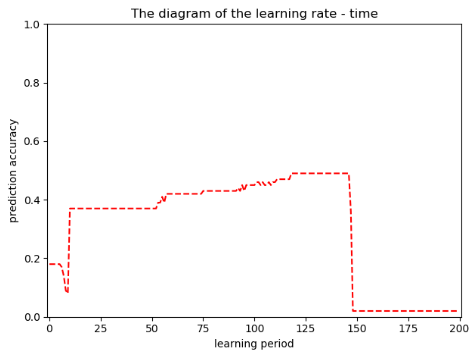 The diagram of the learning rate - time
1.0
0.8
0.6
0.4
0.2
0.0
prediction accuracy
0 25 50 75 100 125 150 175 200
learning period